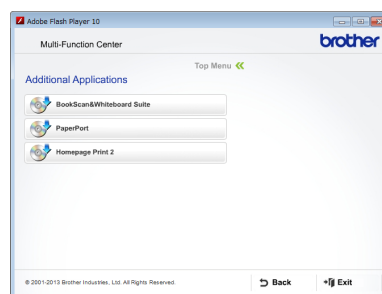 Adobe Flash Player 10
Multi-Function Center
brother
Top Menu
Additional Applications
BookScan&Whiteboard Suite
PaperPort
Homepage Print 2
© 2001-2013 Brother Industries, Ltd. All Rights Reserved.
Back
Exit